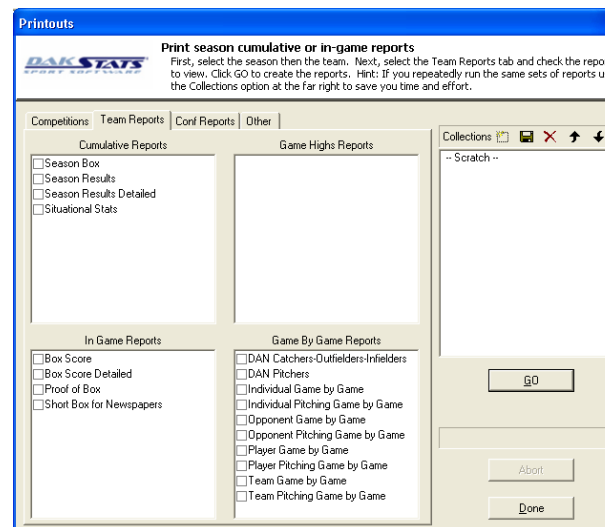 Printouts
DAKSTATS
SPORT SOFTWARE
Print season cumulative or in-game reports
First, select the season then the team. Next, select the Team Reports tab and check the repo
to view. Click GO to create the reports. Hint: If you repeatedly run the same sets of reports u
the Collections option at the far right to save you time and effort.
Competitions Team Reports Conf Reports Other
Cumulative Reports
Season Box
Season Results
Season Results Detailed
Situational Stats
Game Highs Reports
In Game Reports
Box Score
Box Score Detailed
Proof of Box
Short Box for Newspapers
Game By Game Reports
DAN Catchers-Outfielders-Infielders
DAN Pitchers
Individual Game by Game
Individual Pitching Game by Game
Opponent Game by Game
Opponent Pitching Game by Game
Player Game by Game
Player Pitching Game by Game
Team Game by Game
Team Pitching Game by Game
Collections
-- Scratch --
GO
Abort
Done